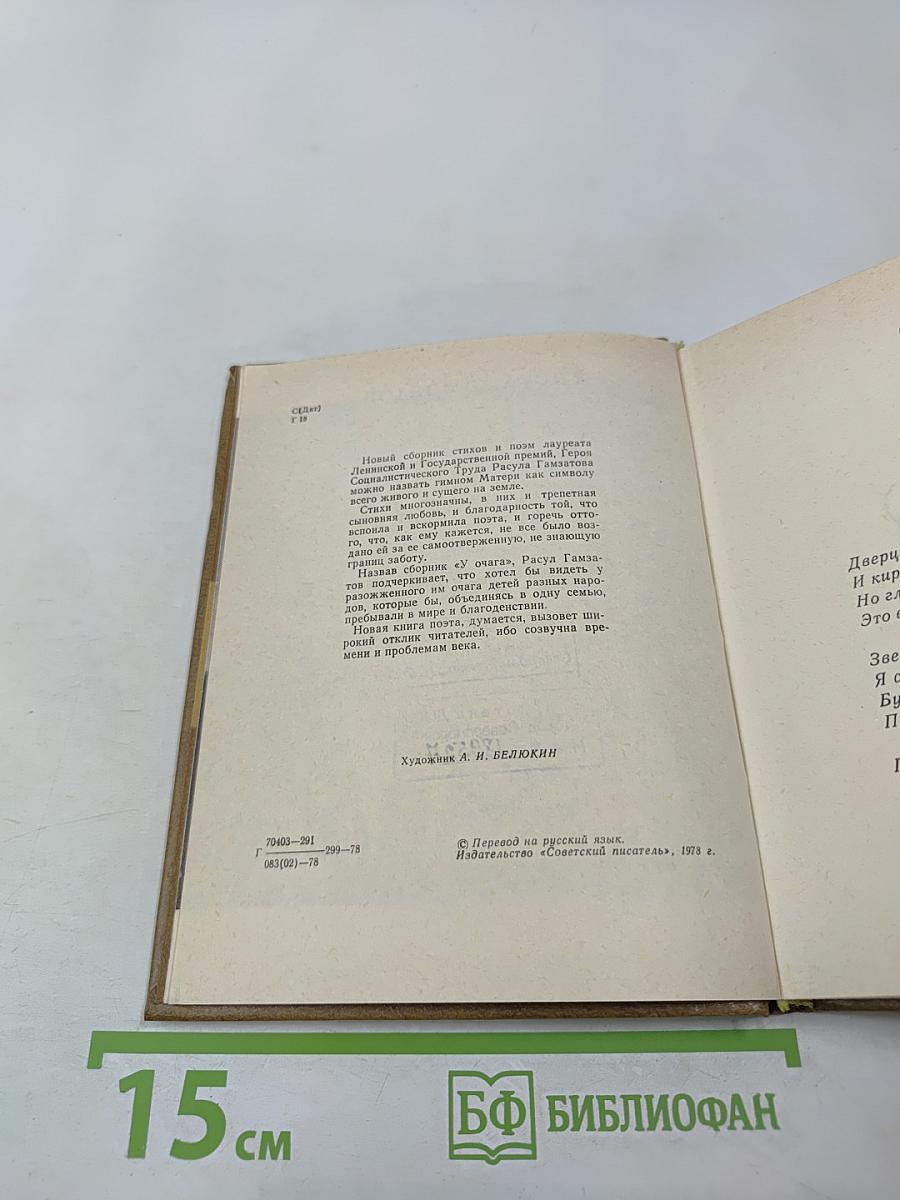 С(Даг)
Г 18
Новый сборник стихов и поэм лауреата
Ленинской и Государственной премий, Героя
Социалистического Труда Расула Гамзатова
можно назвать гимном Матери как символу
всего живого и сущего на земле.
Стихи многозначны, в них и трепетная
сыновняя любовь, и благодарность той, что
вспоила и вскормила поэта, и горечь отто-
го, что, как ему кажется, не все было воз-
дано ей за ее самоотверженную, не знающую
границ заботу.
Назвав сборник «У очага», Расул Гамза-
тов подчеркивает, что хотел бы видеть у
разожженного им очага детей разных наро-
дов, которые бы, объединясь в одну семью,
пребывали в мире и благоденствии.
Новая книга поэта, думается, вызовет ши-
рокий отклик читателей, ибо созвучна вре-
мени и проблемам века.
Художник А. И. БЕЛЮКИН
70403—291
Г ———299—78
083(02)—78
© Перевод на русский язык.
Издательство «Советский писатель», 1978 г.
И
Но
Это
Я
15 см
БФ БИБЛИОФАН